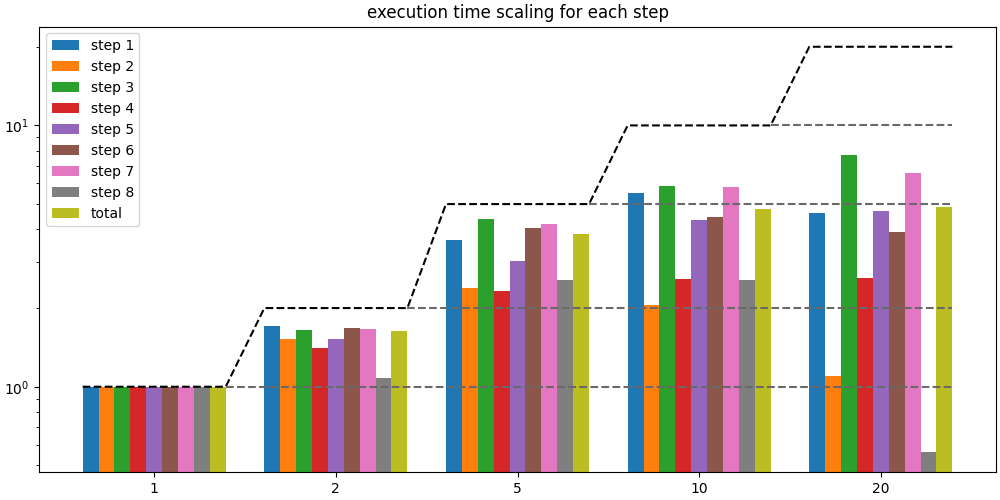 execution time scaling for each step
step 1
step 2
step 3
step 4
step 5
step 6
step 7
step 8
total
10¹
10⁰
1 2 5 10 20